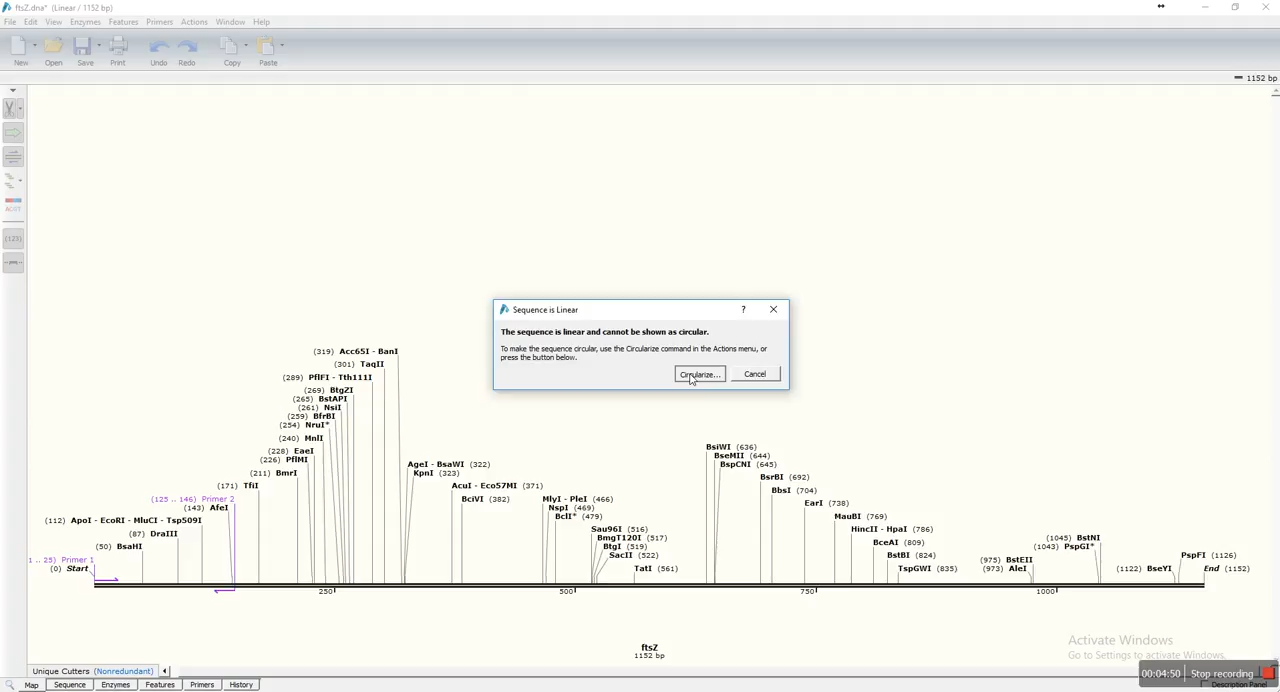 ftsZ.dna* (Linear / 1152 bp)
File Edit View Enzymes Features Primers Actions Window Help
New Open Save Print Undo Redo Copy Paste
1152 bp
Sequence is Linear ?
The sequence is linear and cannot be shown as circular.
To make the sequence circular, use the Circularize command in the Actions menu, or
press the button below.
Circularize... Cancel
(319) Acc65I - BanI
(301) TaqII
(289) PflFI - Tth111I
(269) BtgZI
(265) BstAPI
(261) NsiI
(259) BfrBI
(254) NruI*
(240) MnlI
(228) EaeI
(226) PflMI
(211) BmrI
(171) TfiI
(125 .. 146) Primer 2
(143) AfeI
(112) ApoI - EcoRI - MluCI - Tsp509I
(87) DraIII
(50) BsaHI
1 .. 25) Primer 1
(0) Start
AgeI - BsaWI (322)
KpnI (323)
AcuI - Eco57MI (371)
BciVI (382)
MlyI - PleI (466)
NspI (469)
BclI* (479)
Sau96I (516)
BmgT120I (517)
BtgI (519)
SacII (522)
TatI (561)
BsiWI (636)
BseMII (644)
BspCNI (645)
BsrBI (692)
BbsI (704)
EarI (738)
MauBI (769)
HincII - HpaI (786)
BceAI (809)
BstBI (824)
TspGWI (835)
(975) BstEII
(973) AleI
(1045) BstNI
(1043) PspGI*
(1122) BseYI
PspFI (1126)
End (1152)
250 500 750 1000
ftsZ
1152 bp
Activate Windows
Go to Settings to activate Windows.
00:04:50 Stop recording
Unique Cutters (Nonredundant)
Map Sequence Enzymes Features Primers History
Description Panel
(123)